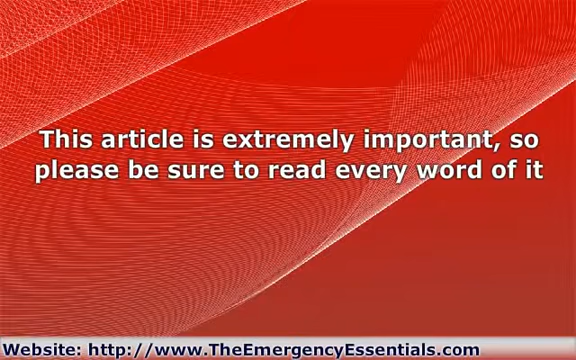 This article is extremely important, so
please be sure to read every word of it
Website: http://www.TheEmergencyEssentials.com